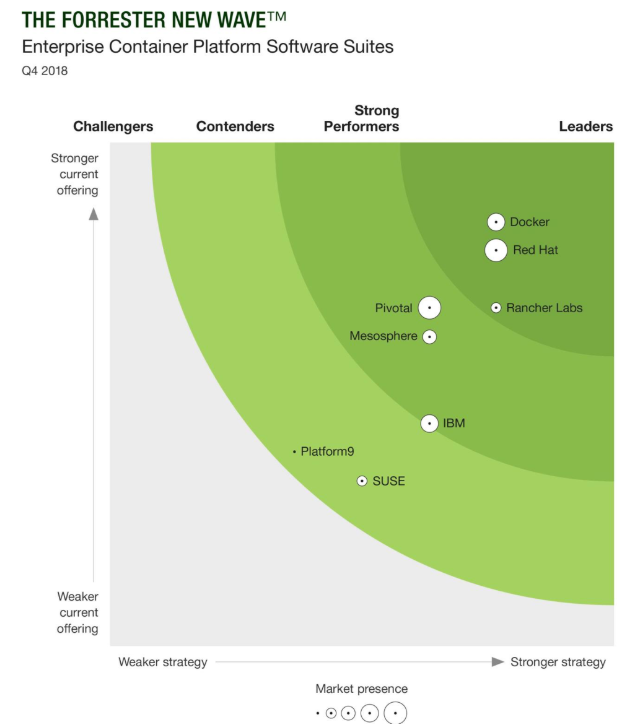 THE FORRESTER NEW WAVE™
Enterprise Container Platform Software Suites
Q4 2018
Challengers
Contenders
Strong
Performers
Leaders
Stronger
current
offering
Docker
Red Hat
Pivotal
Rancher Labs
Mesosphere
IBM
Platform9
SUSE
Weaker
current
offering
Weaker strategy
Stronger strategy
Market presence